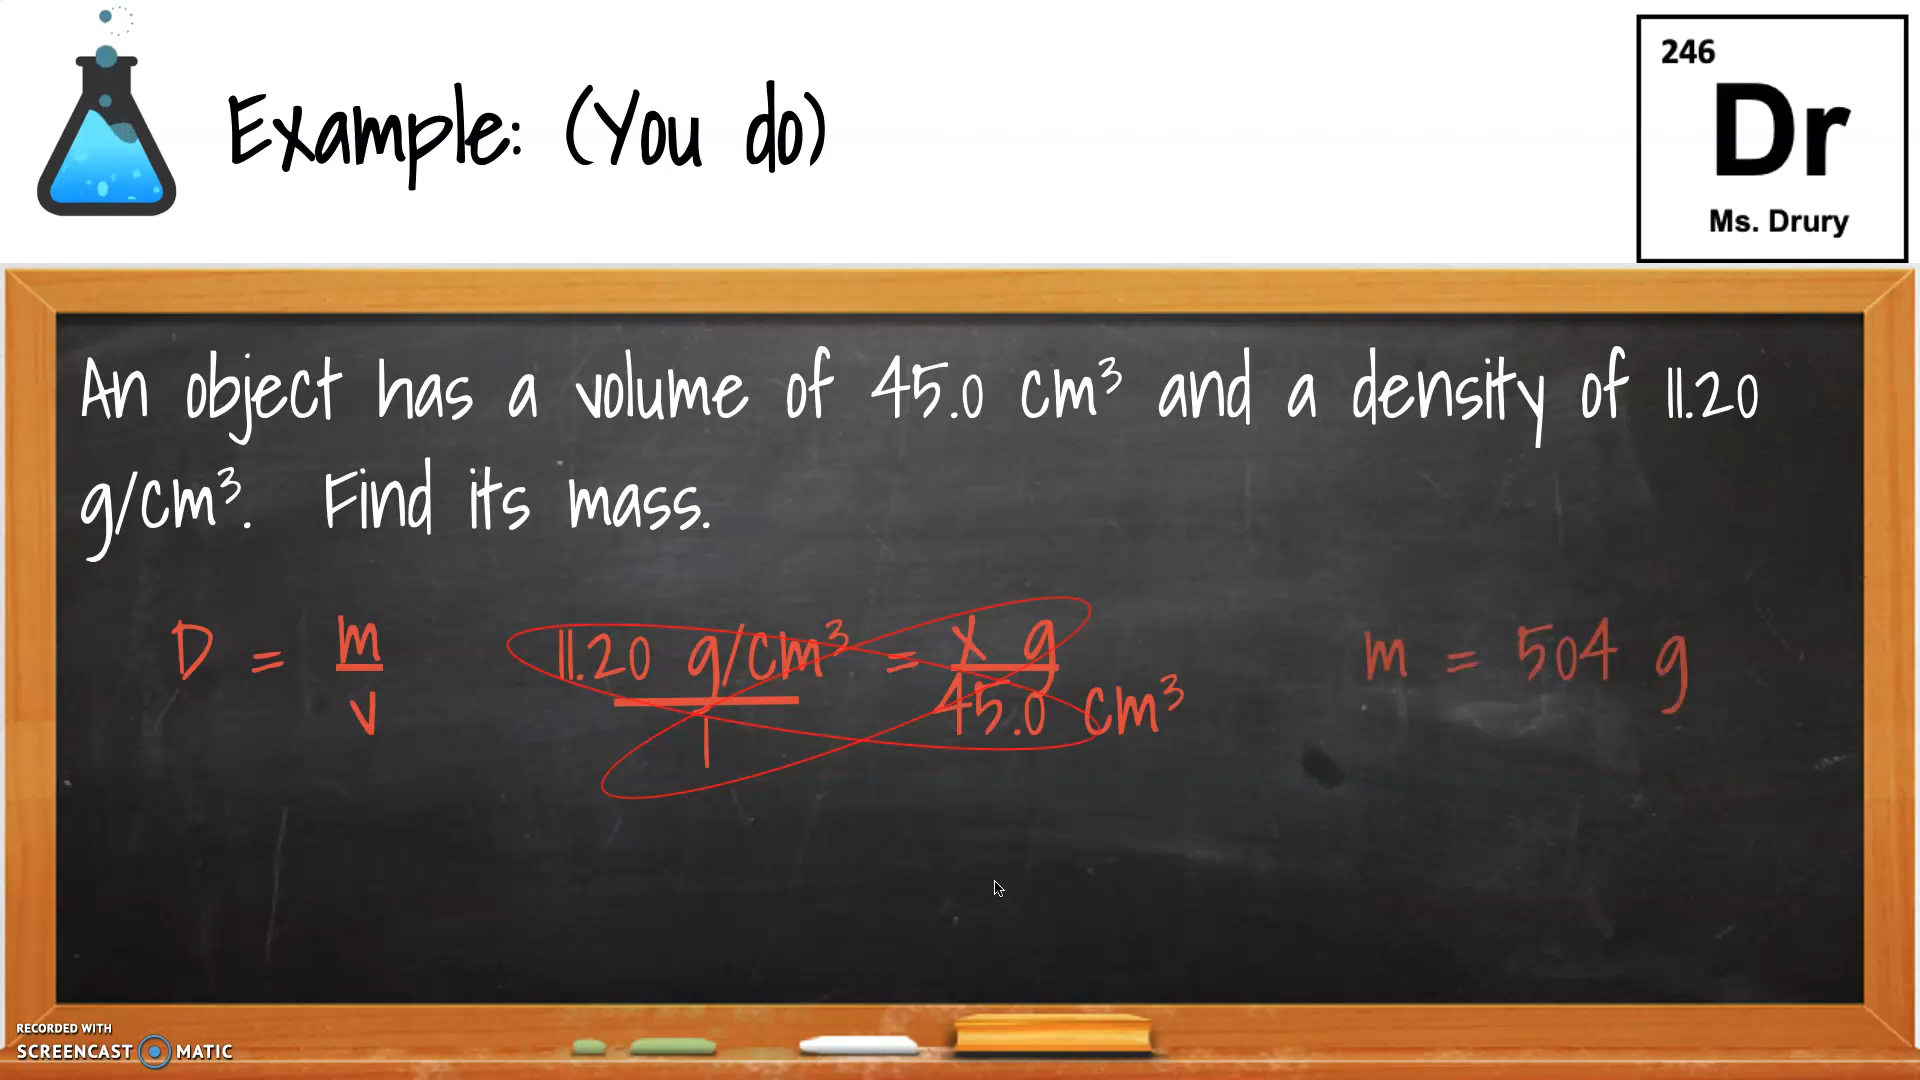 Example: (You do)
246
Dr
Ms. Drury
An object has a volume of 45.0 cm³ and a density of 11.20
g/cm³. Find its mass.
D = m
v
11.20 g/cm³ = x g
1
45.0 cm³
m = 504 g
RECORDED WITH
SCREENCAST MATIC